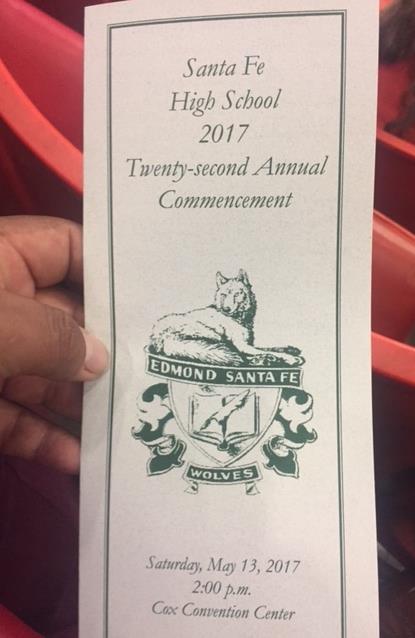 Santa Fe
High School
2017
Twenty-second Annual
Commencement
EDMOND SANTA FE
WOLVES
Saturday, May 13, 2017
2:00 p.m.
Cox Convention Center